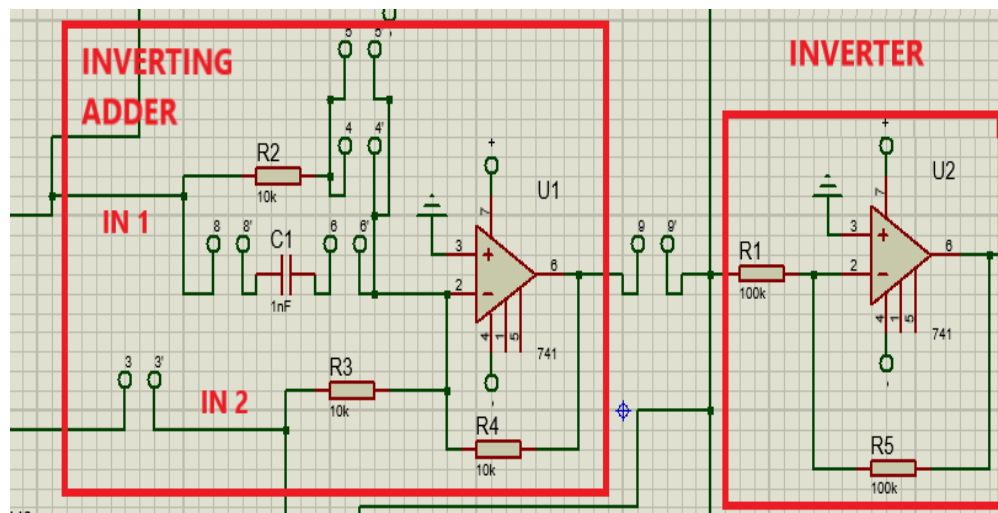 INVERTING
ADDER
INVERTER
5 5'
4 4'
R2
10k
IN 1
8 8' C1 6 6'
1nF
+
7
U1
3
+
2
-
6
4 1 5
741
9 9'
R1
100k
+
7
U2
3
+
2
-
6
4 1 5
741
3 3'
IN 2
R3
10k
R4
10k
R5
100k